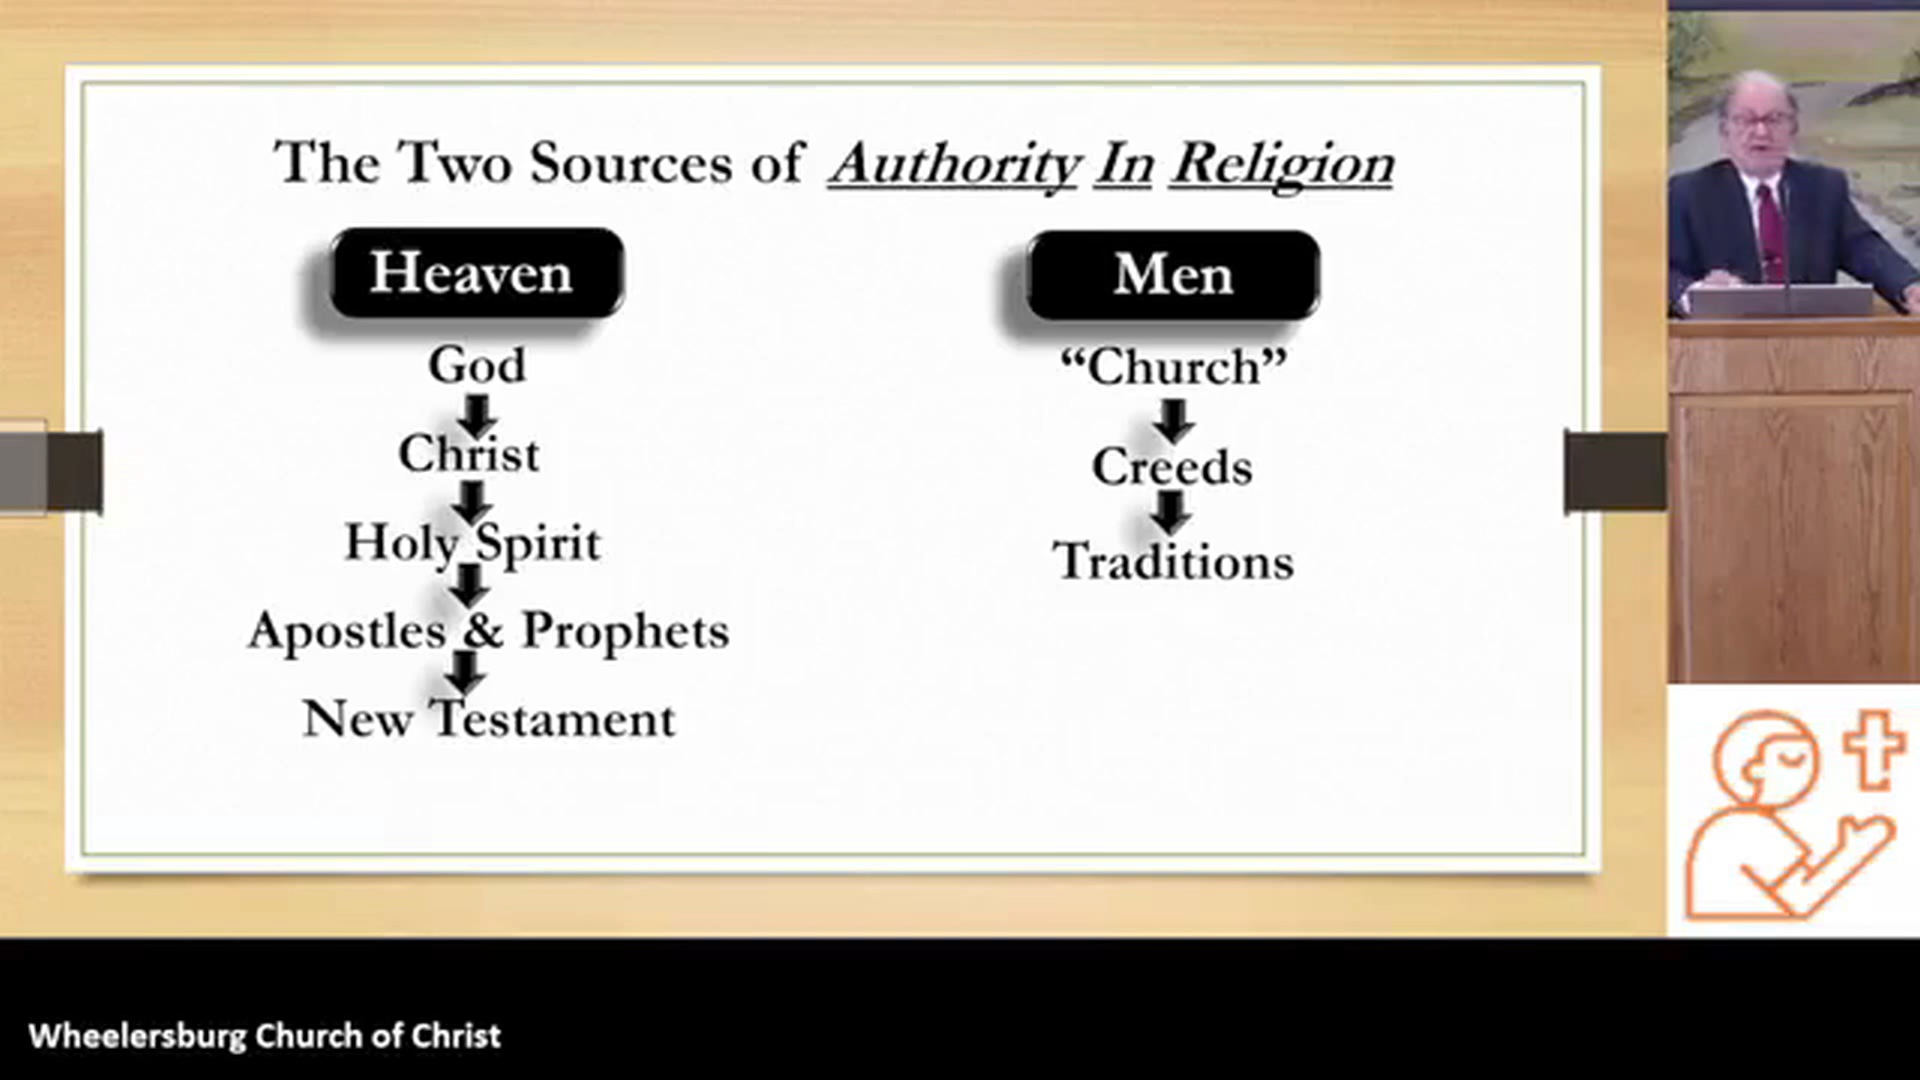 The Two Sources of Authority In Religion
Heaven
God
Christ
Holy Spirit
Apostles & Prophets
New Testament
Men
“Church”
Creeds
Traditions
Wheelersburg Church of Christ